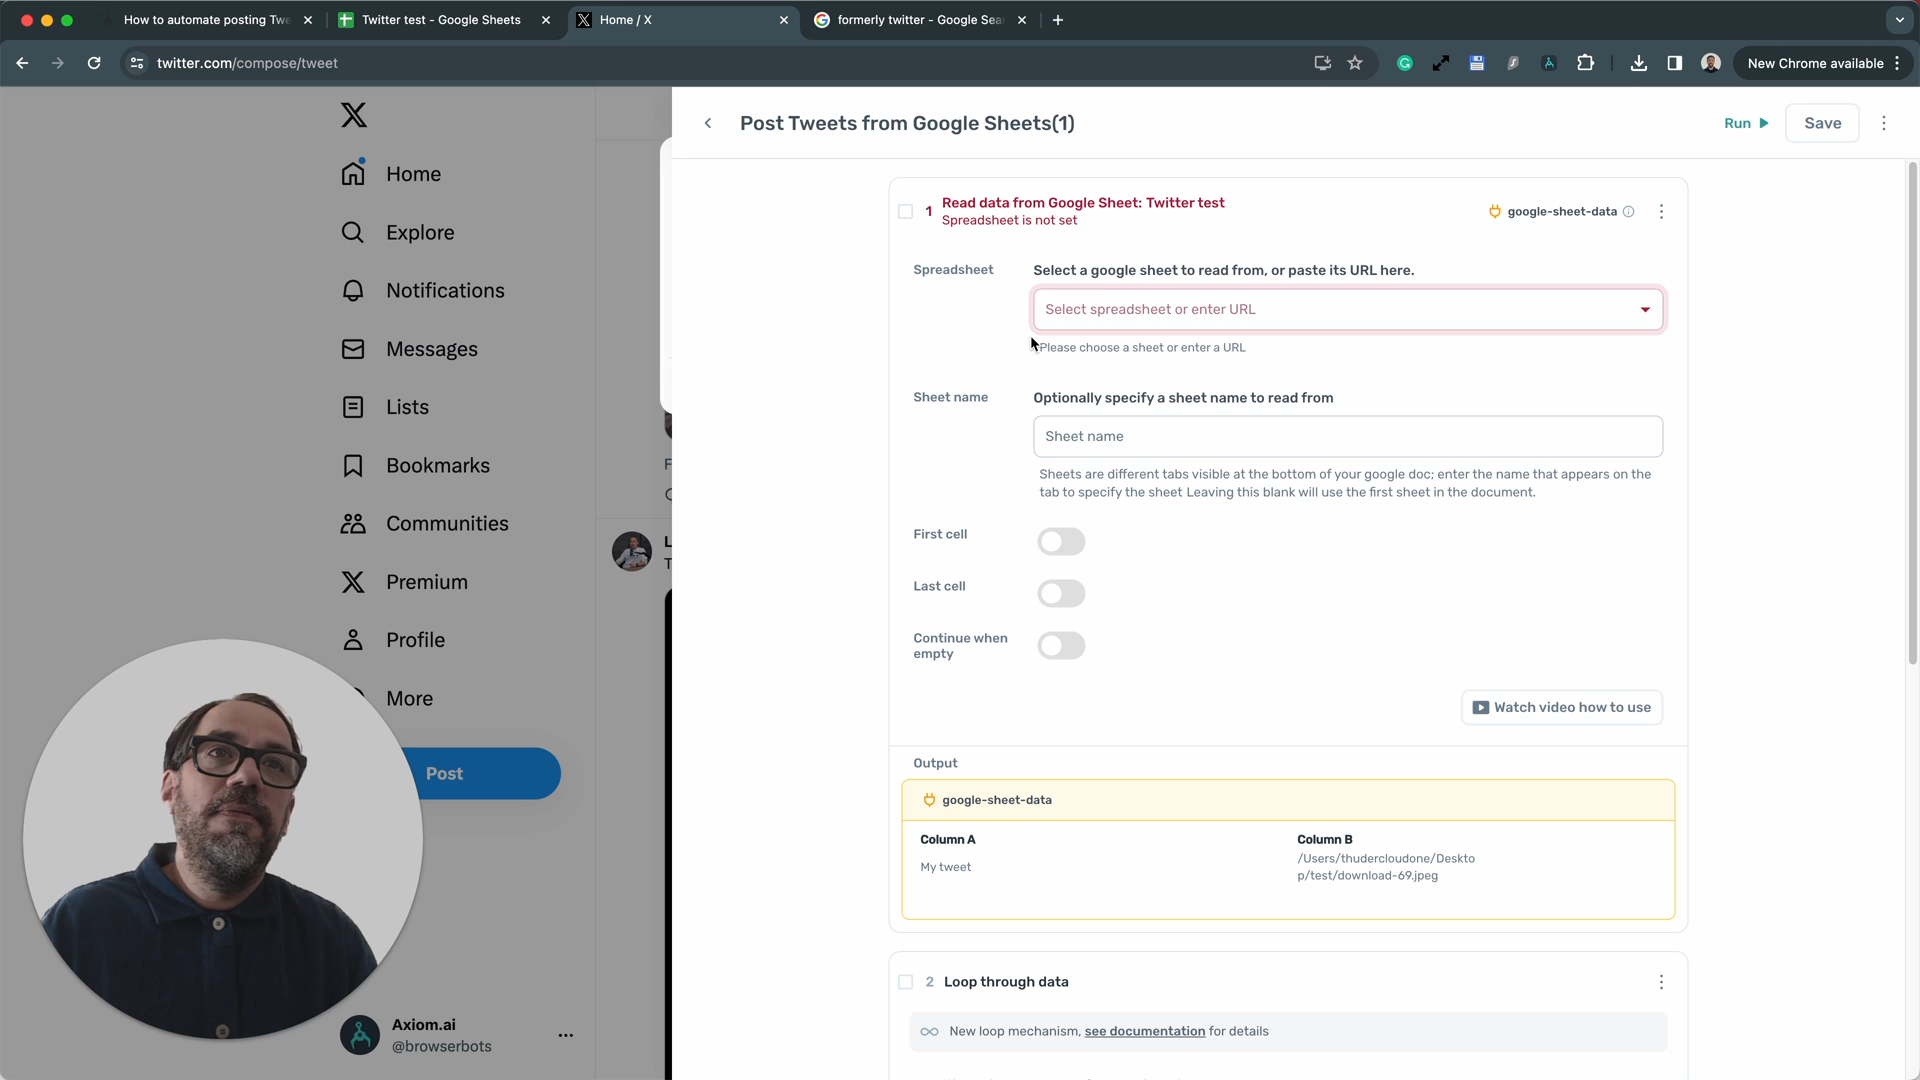 How to automate posting Twe
Twitter test - Google Sheets
Home / X
formerly twitter - Google Sea
twitter.com/compose/tweet
New Chrome available
Home
Explore
Notifications
Messages
Lists
Bookmarks
Communities
Premium
Profile
More
Post
Axiom.ai
@browserbots
Post Tweets from Google Sheets(1)
Run
Save
1
Read data from Google Sheet: Twitter test
Spreadsheet is not set
google-sheet-data
Spreadsheet
Select a google sheet to read from, or paste its URL here.
Select spreadsheet or enter URL
Please choose a sheet or enter a URL
Sheet name
Optionally specify a sheet name to read from
Sheet name
Sheets are different tabs visible at the bottom of your google doc; enter the name that appears on the
tab to specify the sheet Leaving this blank will use the first sheet in the document.
First cell
Last cell
Continue when
empty
Watch video how to use
Output
google-sheet-data
Column A
My tweet
Column B
/Users/thudercloudone/Deskto
p/test/download-69.jpeg
2 Loop through data
New loop mechanism, see documentation for details